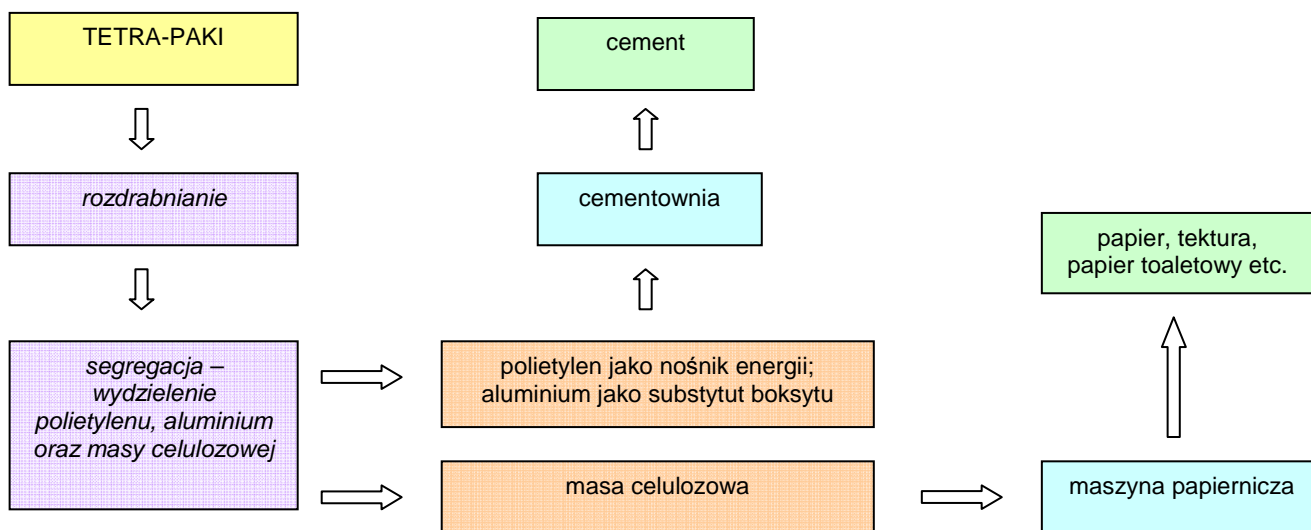 TETRA-PAKI
rozdrabnianie
segregacja –
wydzielenie
polietylenu, aluminium
oraz masy celulozowej
cement
cementownia
polietylen jako nośnik energii;
aluminium jako substytut boksytu
masa celulozowa
papier, tektura,
papier toaletowy etc.
maszyna papiernicza